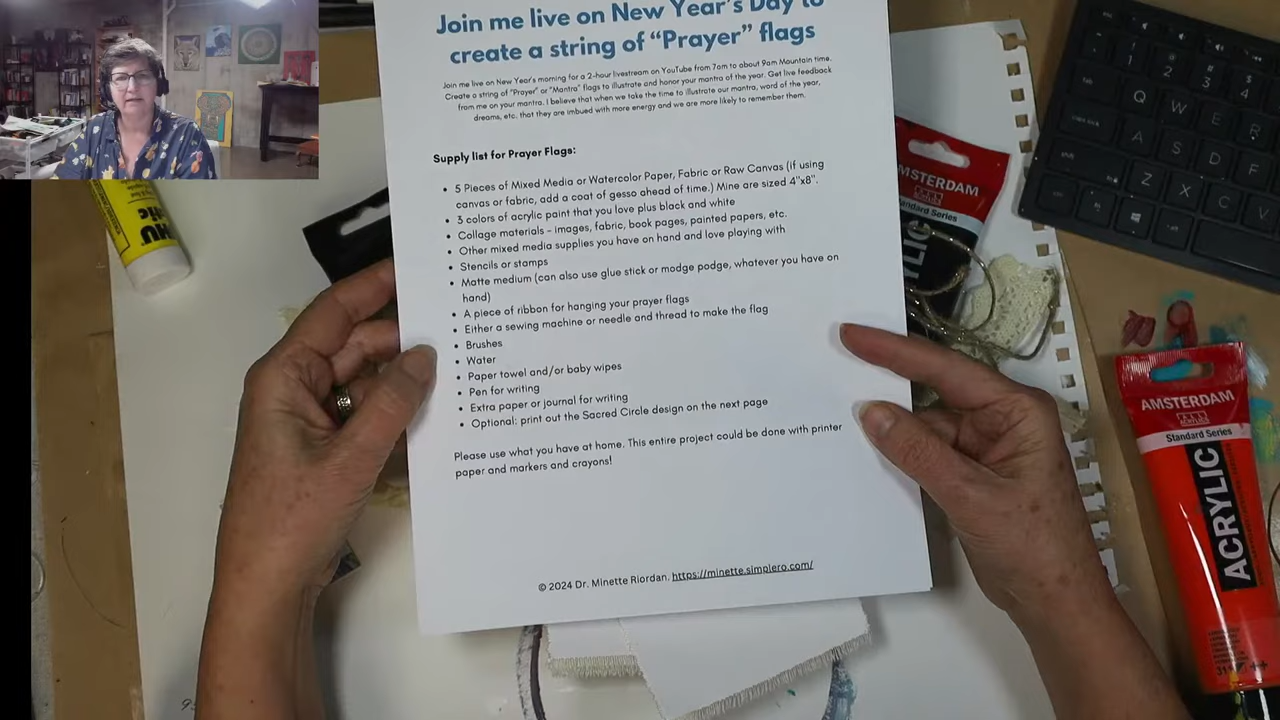 Join me live on New Year's Day to
create a string of “Prayer” flags
Join me live on New Year's morning for a 2-hour livestream on YouTube from 7am to about 9am Mountain time.
Create a string of "Prayer" or "Mantra" flags to illustrate and honor your mantra of the year. Get live feedback
from me on your mantra. I believe that when we take the time to illustrate our mantra, word of the year,
dreams, etc. that they are imbued with more energy and we are more likely to remember them.
Supply list for Prayer Flags:
• 5 Pieces of Mixed Media or Watercolor Paper, Fabric or Raw Canvas (if using
canvas or fabric, add a coat of gesso ahead of time.) Mine are sized 4"x8".
• 3 colors of acrylic paint that you love plus black and white
• Collage materials - images, fabric, book pages, painted papers, etc.
• Other mixed media supplies you have on hand and love playing with
• Stencils or stamps
• Matte medium (can also use glue stick or modge podge, whatever you have on
hand)
• A piece of ribbon for hanging your prayer flags
• Either a sewing machine or needle and thread to make the flag
• Brushes
• Water
• Paper towel and/or baby wipes
• Pen for writing
• Extra paper or journal for writing
• Optional: print out the Sacred Circle design on the next page
Please use what you have at home. This entire project could be done with printer
paper and markers and crayons!
© 2024 Dr. Minette Riordan, https://minette.simplero.com/
AMSTERDAM
Standard Series
AMSTERDAM
Standard Series
ACRYLIC
Q W E R
A S D F
Z X C V
1 2 3 4